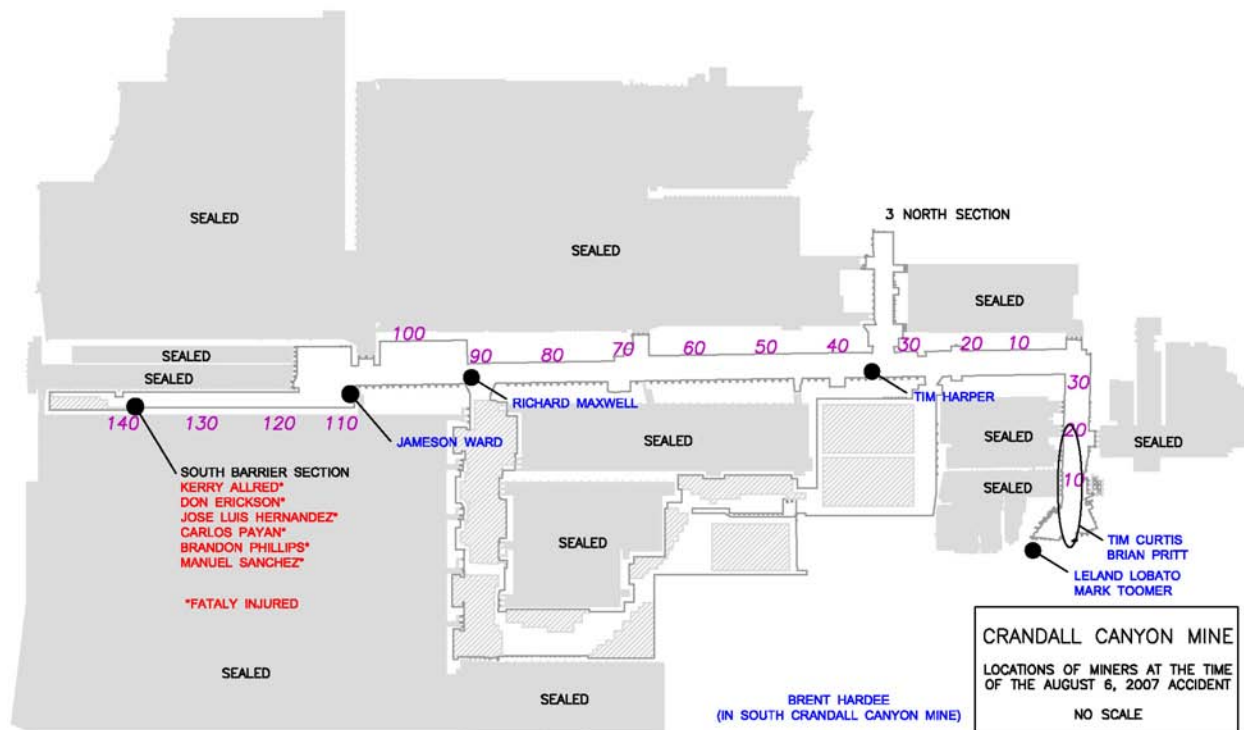 SEALED
3 NORTH SECTION
SEALED
SEALED
100
90
80
70
60
50
40
30
20
10
SEALED
SEALED
30
140
130
120
110
RICHARD MAXWELL
TIM HARPER
JAMESON WARD
SEALED
SEALED
20
SEALED
SOUTH BARRIER SECTION
KERRY ALLRED*
DON ERICKSON*
JOSE LUIS HERNANDEZ*
CARLOS PAYAN*
BRANDON PHILLIPS*
MANUEL SANCHEZ*
SEALED
10
SEALED
TIM CURTIS
BRIAN PRITT
LELAND LOBATO
MARK TOOMER
*FATALY INJURED
SEALED
SEALED
BRENT HARDEE
(IN SOUTH CRANDALL CANYON MINE)
CRANDALL CANYON MINE
LOCATIONS OF MINERS AT THE TIME
OF THE AUGUST 6, 2007 ACCIDENT
NO SCALE